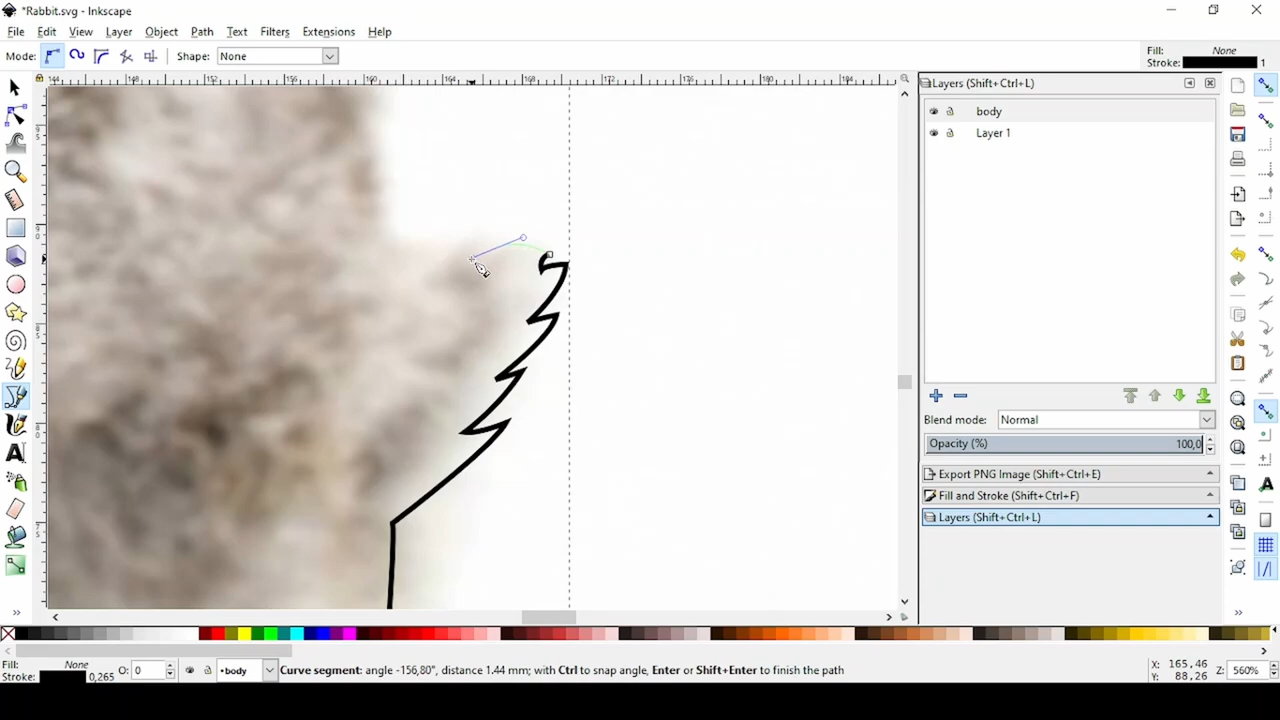 *Rabbit.svg - Inkscape
File Edit View Layer Object Path Text Filters Extensions Help
Mode: Shape: None
Fill: None
Stroke: 1
Layers (Shift+Ctrl+L)
body
Layer 1
Blend mode: Normal
Opacity (%) 100,0
Export PNG Image (Shift+Ctrl+E)
Fill and Stroke (Shift+Ctrl+F)
Layers (Shift+Ctrl+L)
Fill: None O: 0 •body Curve segment: angle -156,80°, distance 1.44 mm; with Ctrl to snap angle, Enter or Shift+Enter to finish the path X: 165,46 Z: 560%
Stroke: 0,265 Y: 88,26